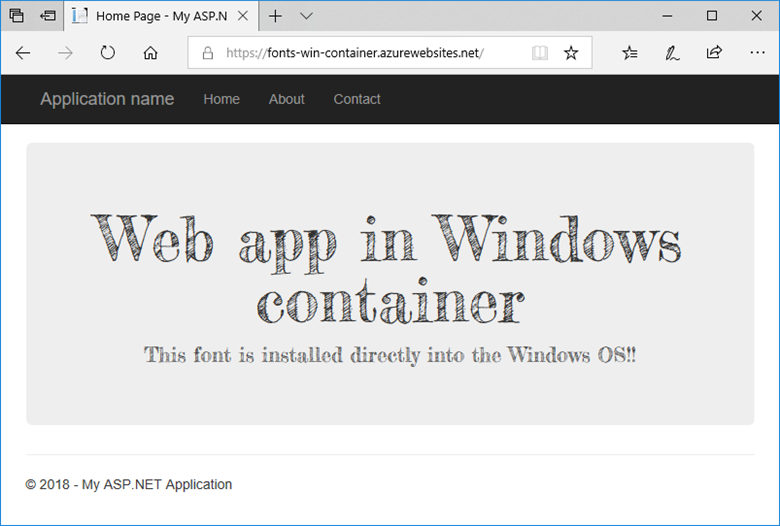 Home Page - My ASP.N
https://fonts-win-container.azurewebsites.net/
Application name Home About Contact
Web app in Windows
container
This font is installed directly into the Windows OS!!
© 2018 - My ASP.NET Application